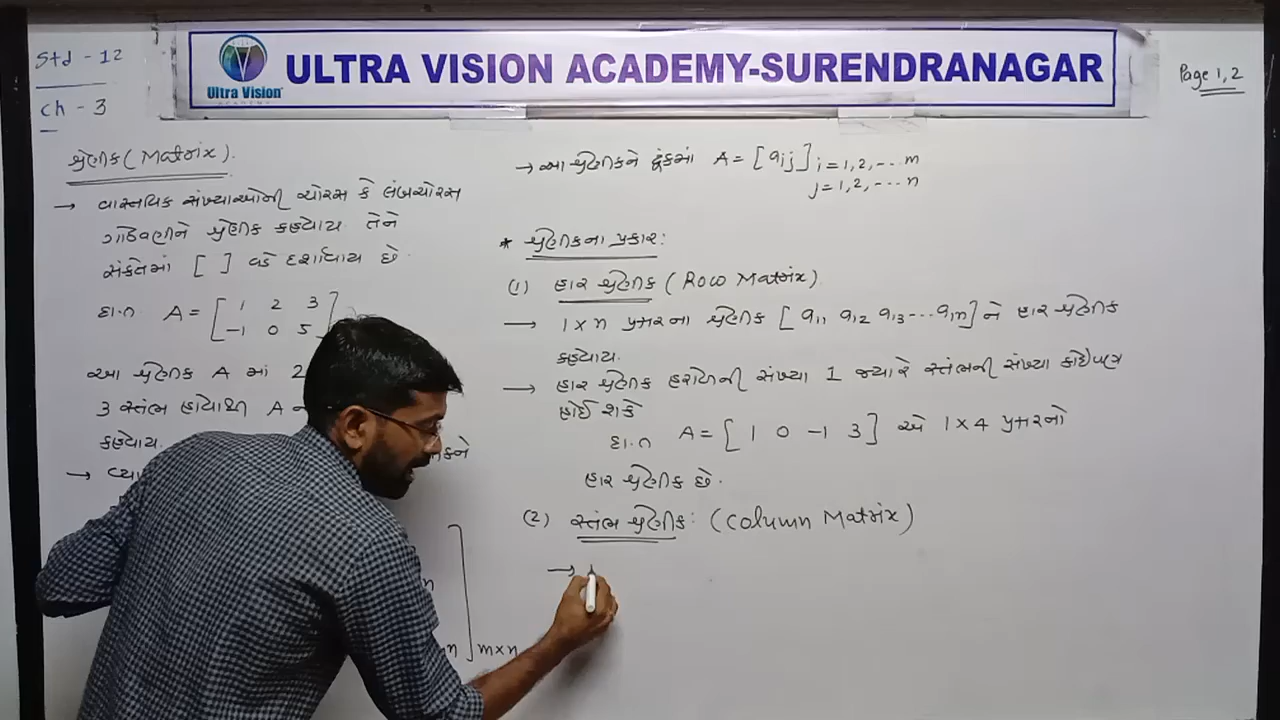 Std - 12
ch - 3
Ultra Vision
ACADEMY
ULTRA VISION ACADEMY-SURENDRANAGAR
Page 1, 2
શ્રેણીક (Matrix).
→ વાસ્તવિક સંખ્યાઓની ચોરસ કે લંબચોરસ
ગોઠવણીને શ્રેણીક કહેવાય તેને
સંકેતમાં [ ] વડે દર્શાવાય છે.
દા.ત. A = [ 1 2 3
-1 0 5
આ શ્રેણીક A માં 2
3 સ્તંભ હોવાથી A
કહેવાય.
→
m×n
→ આ શ્રેણીકને ટૂંકમાં A = [aij] i = 1, 2, --- m
j = 1, 2, --- n
* શ્રેણીકના પ્રકાર:
(1) હાર શ્રેણીક (Row Matrix)
→ 1×n પ્રકારના શ્રેણીક [a11 a12 a13 --- a1n] ને હાર શ્રેણીક
કહેવાય.
→ હાર શ્રેણીક હરોળની સંખ્યા 1 જ્યારે સ્તંભની સંખ્યા કોઈપણ
હોઈ શકે
દા.ત A = [ 1 0 -1 3 ] એ 1×4 પ્રકારનો
હાર શ્રેણીક છે.
(2) સ્તંભ શ્રેણીક: (Column Matrix)
→